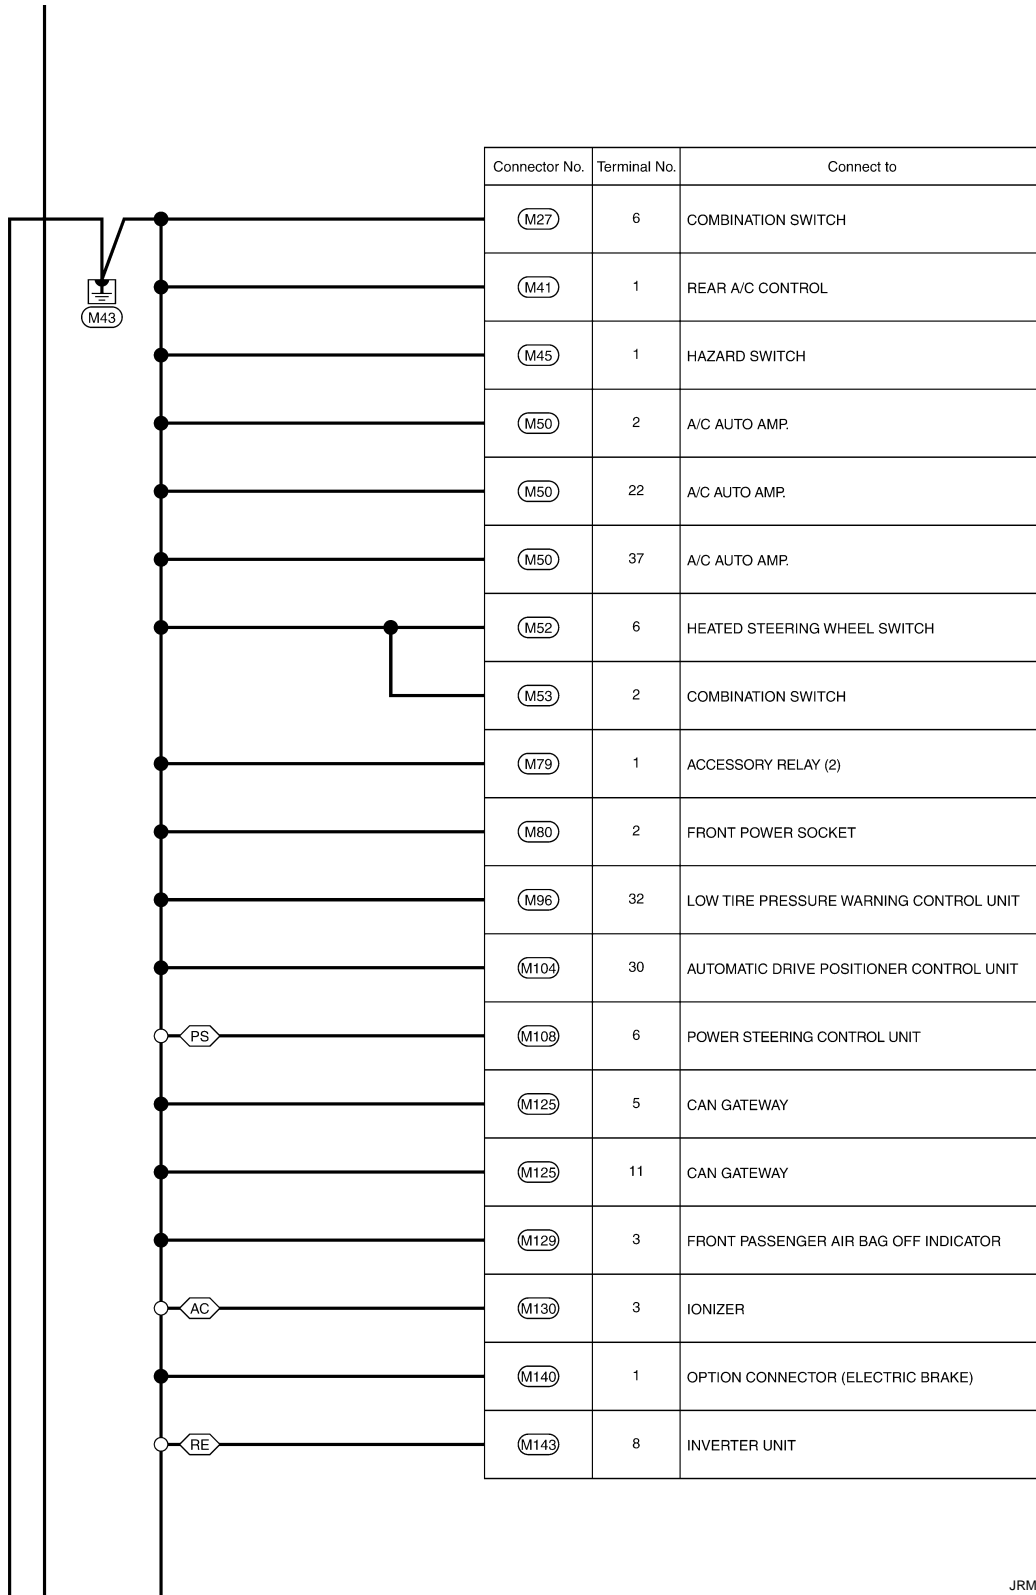 Connector No. Terminal No. Connect to
M27 6 COMBINATION SWITCH
M41 1 REAR A/C CONTROL
M43
M45 1 HAZARD SWITCH
M50 2 A/C AUTO AMP.
M50 22 A/C AUTO AMP.
M50 37 A/C AUTO AMP.
M52 6 HEATED STEERING WHEEL SWITCH
M53 2 COMBINATION SWITCH
M79 1 ACCESSORY RELAY (2)
M80 2 FRONT POWER SOCKET
M96 32 LOW TIRE PRESSURE WARNING CONTROL UNIT
M104 30 AUTOMATIC DRIVE POSITIONER CONTROL UNIT
PS M108 6 POWER STEERING CONTROL UNIT
M125 5 CAN GATEWAY
M125 11 CAN GATEWAY
M129 3 FRONT PASSENGER AIR BAG OFF INDICATOR
AC M130 3 IONIZER
M140 1 OPTION CONNECTOR (ELECTRIC BRAKE)
RE M143 8 INVERTER UNIT
JRM